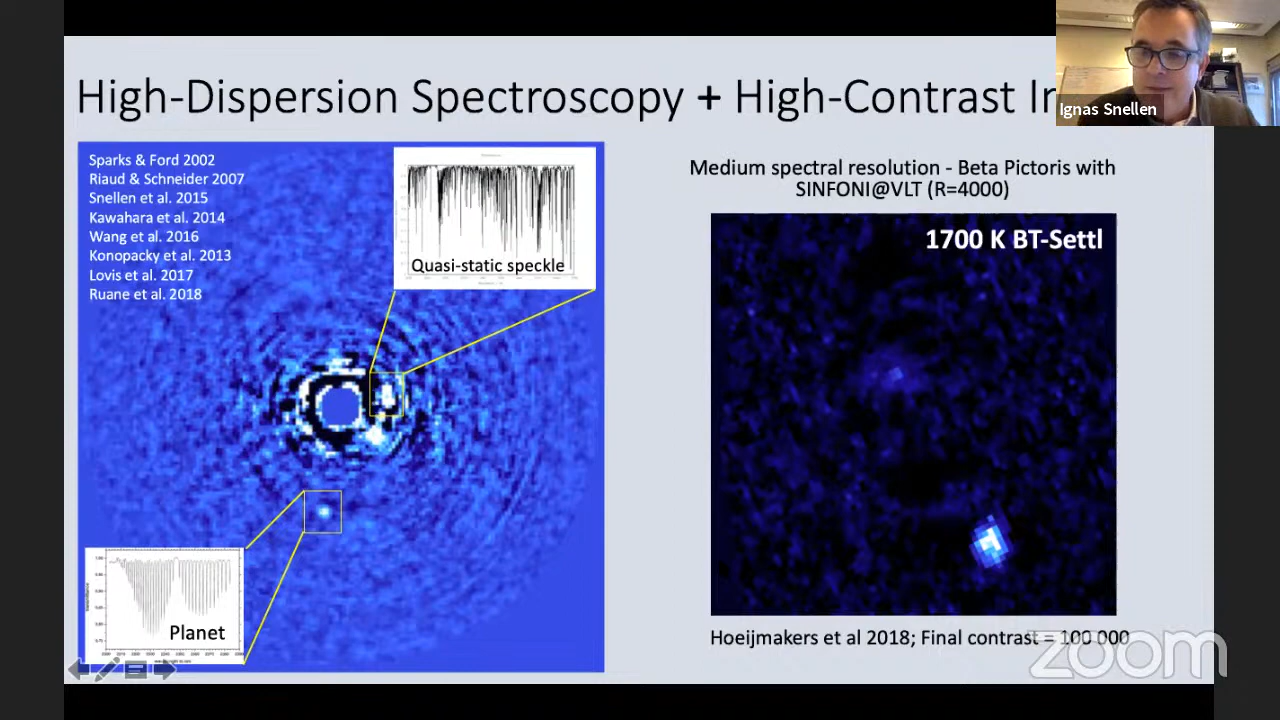 High-Dispersion Spectroscopy + High-Contrast
Ignas Snellen
Sparks & Ford 2002
Riaud & Schneider 2007
Snellen et al. 2015
Kawahara et al. 2014
Wang et al. 2016
Konopacky et al. 2013
Lovis et al. 2017
Ruane et al. 2018
Quasi-static speckle
Planet
Medium spectral resolution - Beta Pictoris with
SINFONI@VLT (R=4000)
1700 K BT-Settl
Hoeijmakers et al 2018; Final contrast = 100 000
zoom